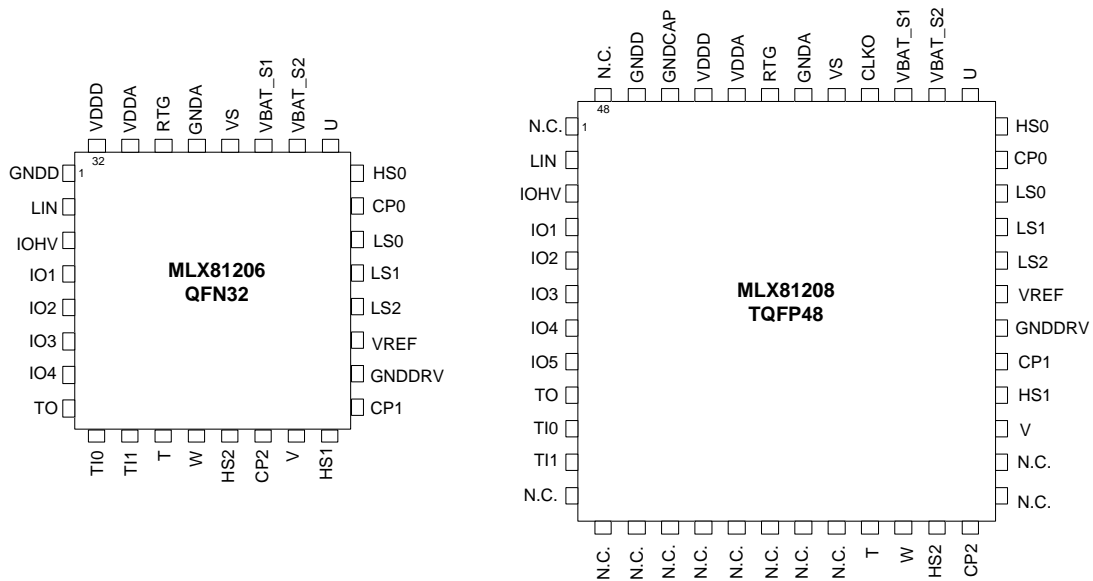 VDDD
VDDA
RTG
GNDA
VS
VBAT_S1
VBAT_S2
U
32
1
GNDD
LIN
IOHV
IO1
IO2
IO3
IO4
TO
MLX81206
QFN32
HS0
CP0
LS0
LS1
LS2
VREF
GNDDRV
CP1
TI0
TI1
T
W
HS2
CP2
V
HS1
N.C.
GNDD
GNDCAP
VDDD
VDDA
RTG
GNDA
VS
CLKO
VBAT_S1
VBAT_S2
U
48
1
N.C.
LIN
IOHV
IO1
IO2
IO3
IO4
IO5
TO
TI0
TI1
N.C.
MLX81208
TQFP48
HS0
CP0
LS0
LS1
LS2
VREF
GNDDRV
CP1
HS1
V
N.C.
N.C.
N.C.
N.C.
N.C.
N.C.
N.C.
N.C.
N.C.
N.C.
T
W
HS2
CP2